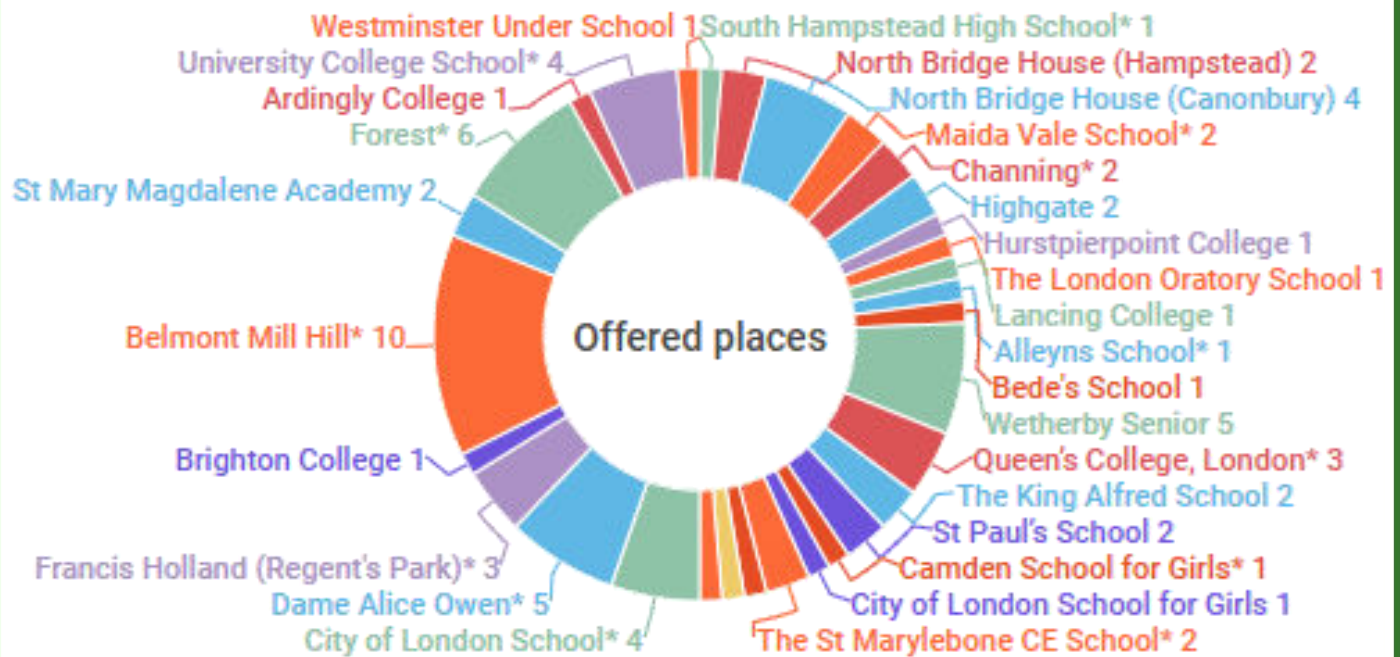 Westminster Under School 1
South Hampstead High School* 1
University College School* 4
North Bridge House (Hampstead) 2
Ardingly College 1
North Bridge House (Canonbury) 4
Forest* 6
Maida Vale School* 2
Channing* 2
St Mary Magdalene Academy 2
Highgate 2
Hurstpierpoint College 1
The London Oratory School 1
Lancing College 1
Belmont Mill Hill* 10
Offered places
Alleyns School* 1
Bede's School 1
Wetherby Senior 5
Brighton College 1
Queen's College, London* 3
The King Alfred School 2
St Paul's School 2
Francis Holland (Regent's Park)* 3
Camden School for Girls* 1
Dame Alice Owen* 5
City of London School for Girls 1
City of London School* 4
The St Marylebone CE School* 2